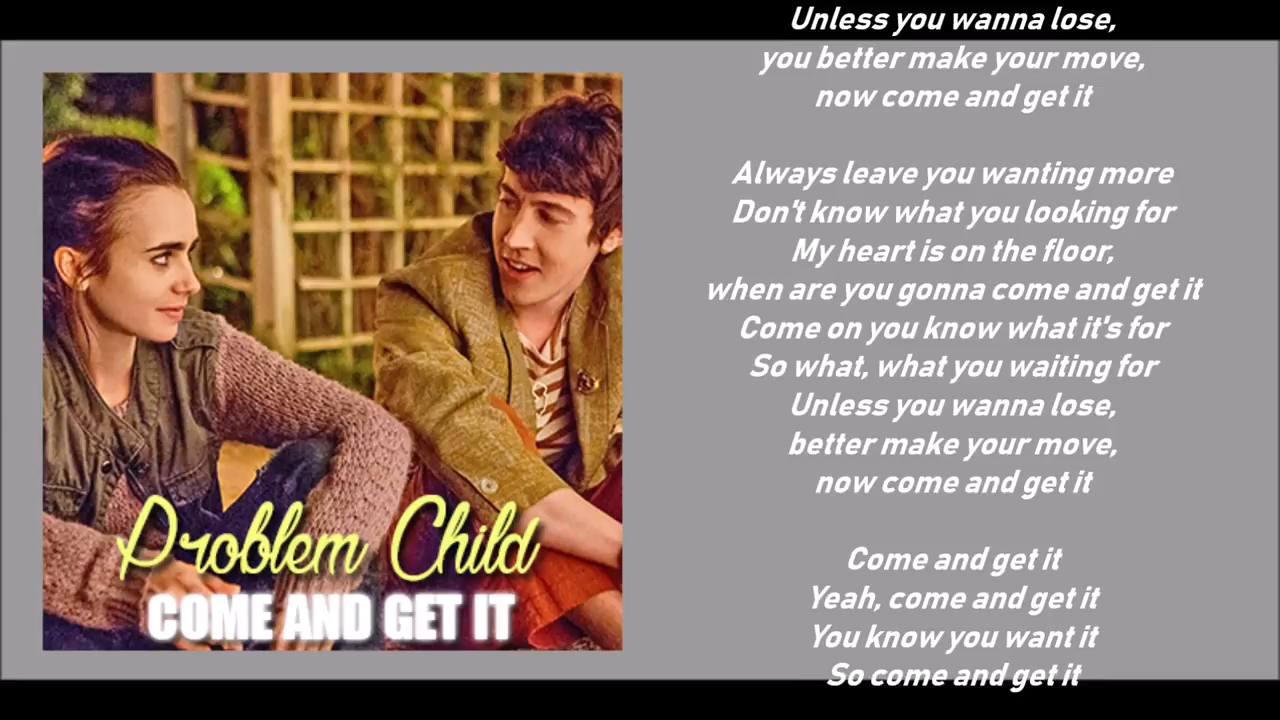 Problem Child
COME AND GET IT
Unless you wanna lose,
you better make your move,
now come and get it
Always leave you wanting more
Don't know what you looking for
My heart is on the floor,
when are you gonna come and get it
Come on you know what it's for
So what, what you waiting for
Unless you wanna lose,
better make your move,
now come and get it
Come and get it
Yeah, come and get it
You know you want it
So come and get it